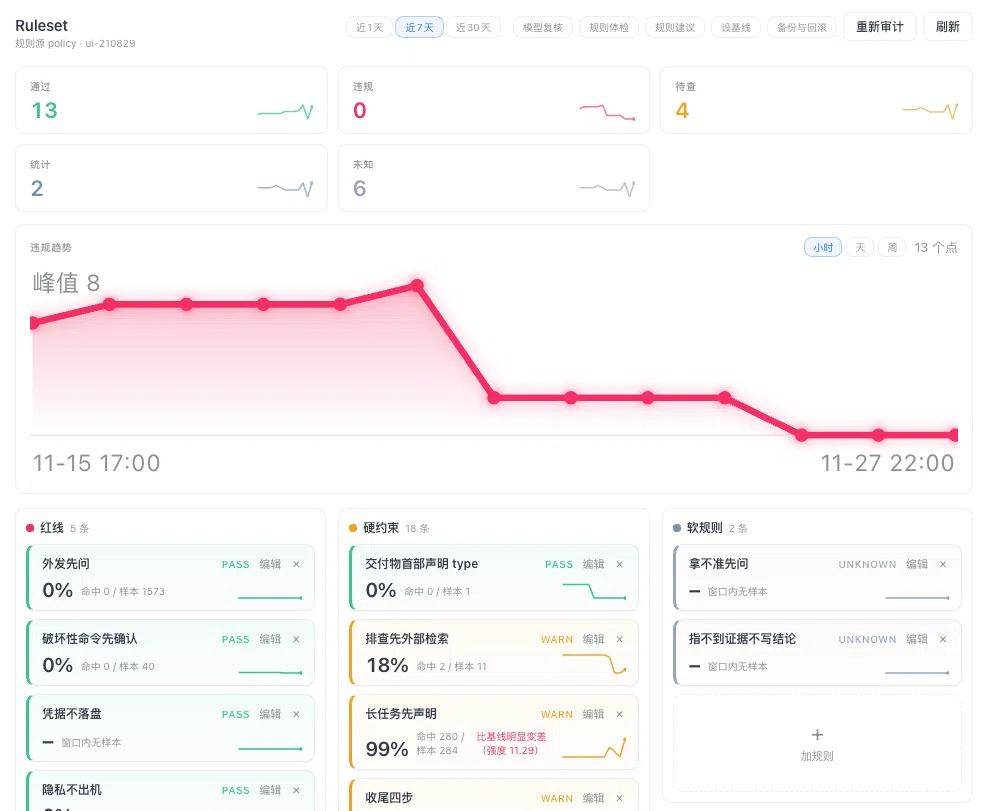 Ruleset
规则源 policy · ui-210829
近1天 近7天 近30天 模型复核 规则体检 规则建议 设基线 备份与回滚 重新审计 刷新
通过
13
违规
0
待查
4
统计
2
未知
6
违规趋势
小时 天 周 13 个点
峰值 8
11-15 17:00 11-27 22:00
红线 5 条
外发先问 PASS 编辑 ×
0% 命中 0 / 样本 1573
破坏性命令先确认 PASS 编辑 ×
0% 命中 0 / 样本 40
凭据不落盘 PASS 编辑 ×
— 窗口内无样本
隐私不出机 PASS 编辑 ×
硬约束 18 条
交付物首部声明 type PASS 编辑 ×
0% 命中 0 / 样本 1
排查先外部检索 WARN 编辑 ×
18% 命中 2 / 样本 11
长任务先声明 WARN 编辑 ×
99% 命中 280 / 样本 284 比基线明显变差（强度 11.29）
收尾四步 WARN 编辑 ×
软规则 2 条
拿不准先问 UNKNOWN 编辑 ×
— 窗口内无样本
指不到证据不写结论 UNKNOWN 编辑 ×
— 窗口内无样本
+
加规则